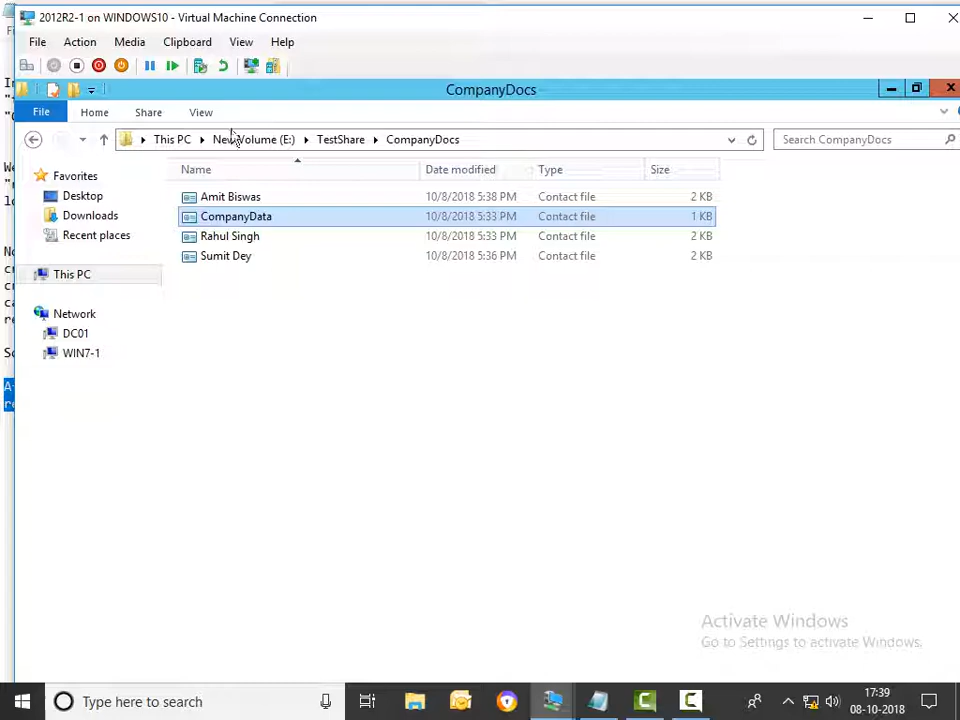 2012R2-1 on WINDOWS10 - Virtual Machine Connection
File Action Media Clipboard View Help
CompanyDocs
File Home Share View
This PC New Volume (E:) TestShare CompanyDocs
Search CompanyDocs
Name Date modified Type Size
Favorites
Desktop
Downloads
Recent places
This PC
Network
DC01
WIN7-1
Amit Biswas 10/8/2018 5:38 PM Contact file 2 KB
CompanyData 10/8/2018 5:33 PM Contact file 1 KB
Rahul Singh 10/8/2018 5:33 PM Contact file 2 KB
Sumit Dey 10/8/2018 5:36 PM Contact file 2 KB
Activate Windows
Go to Settings to activate Windows.
Type here to search
17:39
08-10-2018